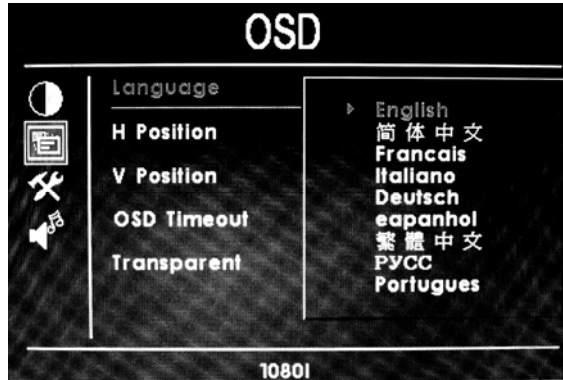 OSD
Language
H Position
V Position
OSD Timeout
Transparent
English
简体中文
Francais
Italiano
Deutsch
eapanhol
繁體中文
РУСС
Portugues
1080I